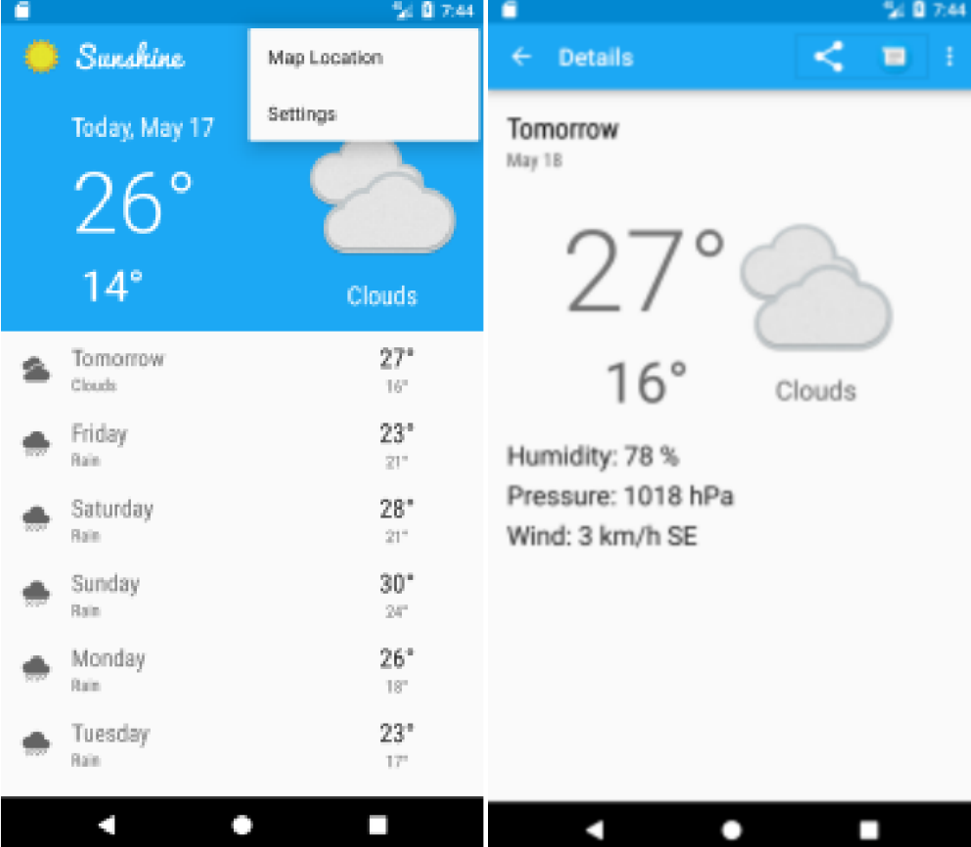 7:44
Sunshine
Map Location
Settings
Today, May 17
26°
14°
Clouds
Tomorrow
27°
Clouds
16°
Friday
23°
Rain
21°
Saturday
28°
Rain
21°
Sunday
30°
Rain
24°
Monday
26°
Rain
18°
Tuesday
23°
Rain
17°
7:44
Details
Tomorrow
May 18
27°
16°
Clouds
Humidity: 78 %
Pressure: 1018 hPa
Wind: 3 km/h SE